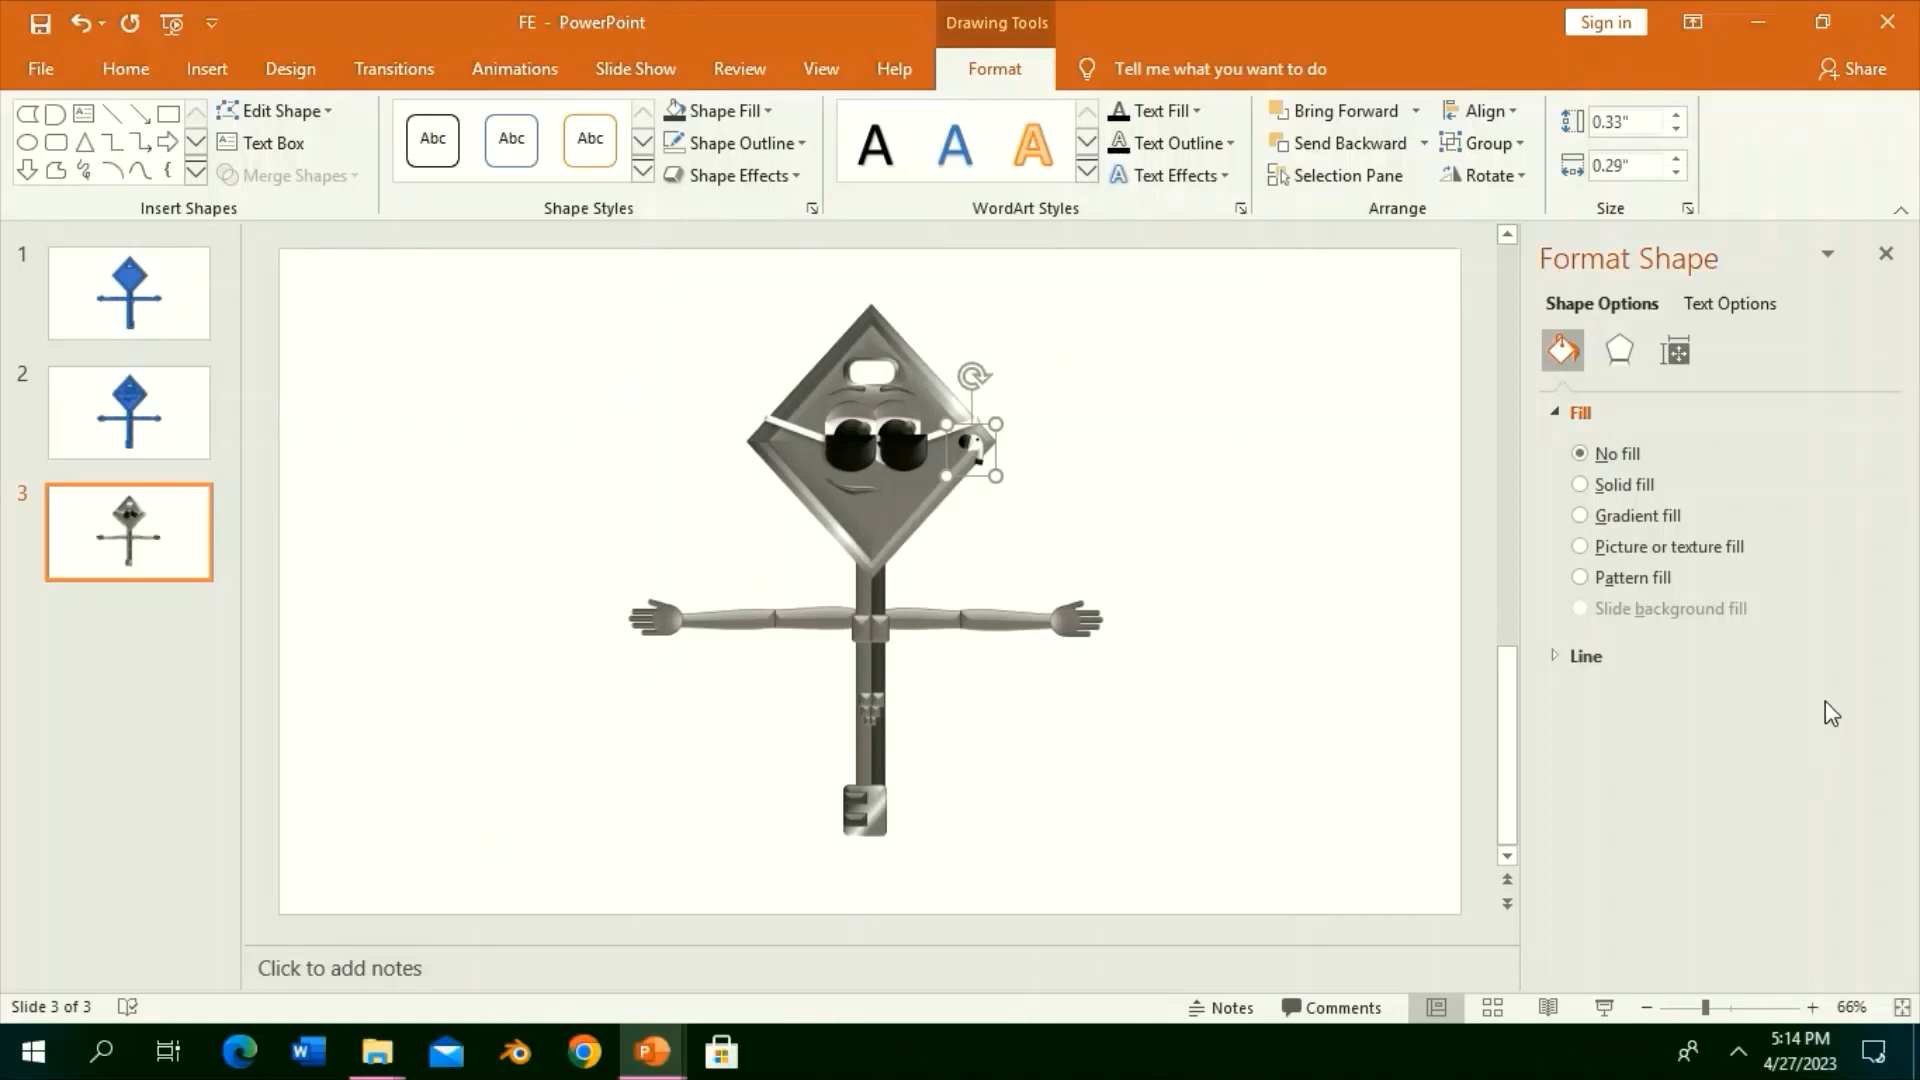 FE - PowerPoint
Drawing Tools
Sign in
File
Home
Insert
Design
Transitions
Animations
Slide Show
Review
View
Help
Format
Tell me what you want to do
Share
Edit Shape
Text Box
Merge Shapes
Insert Shapes
Abc
Abc
Abc
Shape Fill
Shape Outline
Shape Effects
Shape Styles
A
A
A
Text Fill
Text Outline
Text Effects
WordArt Styles
Bring Forward
Send Backward
Selection Pane
Align
Group
Rotate
Arrange
0.33"
0.29"
Size
1
2
3
Format Shape
Shape Options
Text Options
Fill
No fill
Solid fill
Gradient fill
Picture or texture fill
Pattern fill
Slide background fill
Line
Click to add notes
Slide 3 of 3
Notes
Comments
66%
5:14 PM
4/27/2023